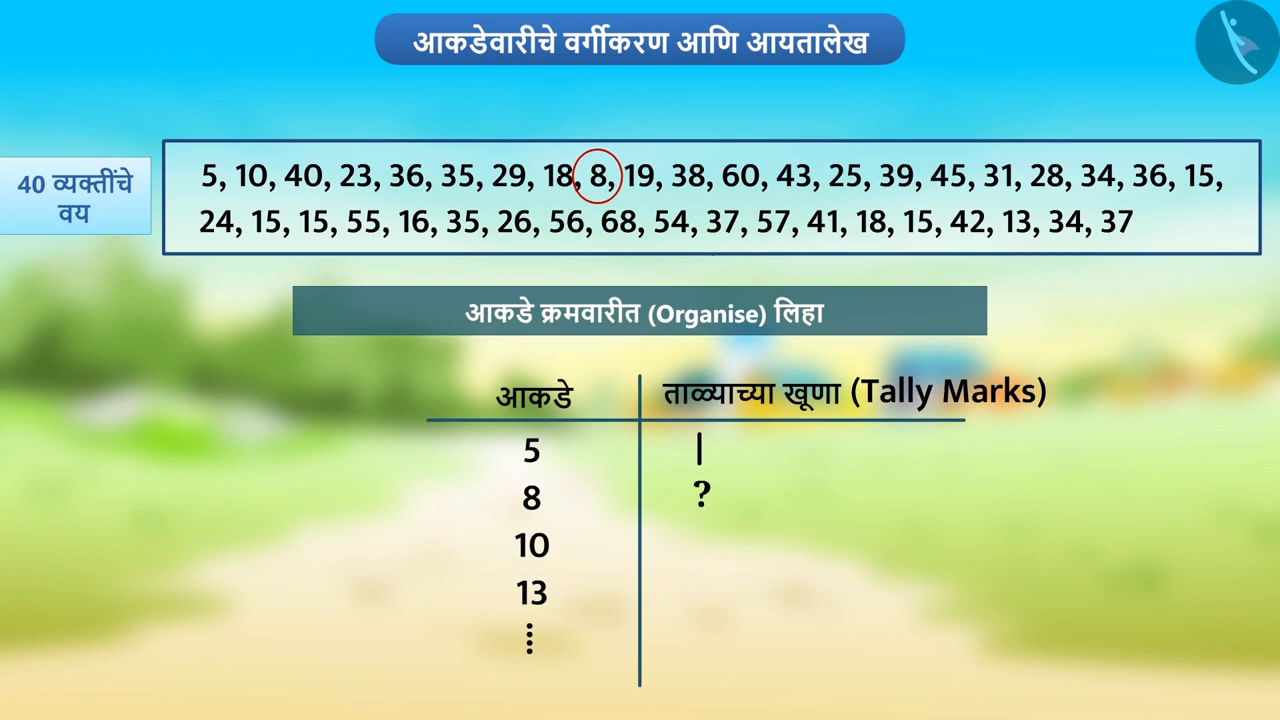 आकडेवारीचे वर्गीकरण आणि आयतालेख
40 व्यक्तींचे
वय
5, 10, 40, 23, 36, 35, 29, 18, 8, 19, 38, 60, 43, 25, 39, 45, 31, 28, 34, 36, 15,
24, 15, 15, 55, 16, 35, 26, 56, 68, 54, 37, 57, 41, 18, 15, 42, 13, 34, 37
आकडे क्रमवारीत (Organise) लिहा
आकडे
ताळ्याच्या खूणा (Tally Marks)
5 |
8 ?
10
13
⋮